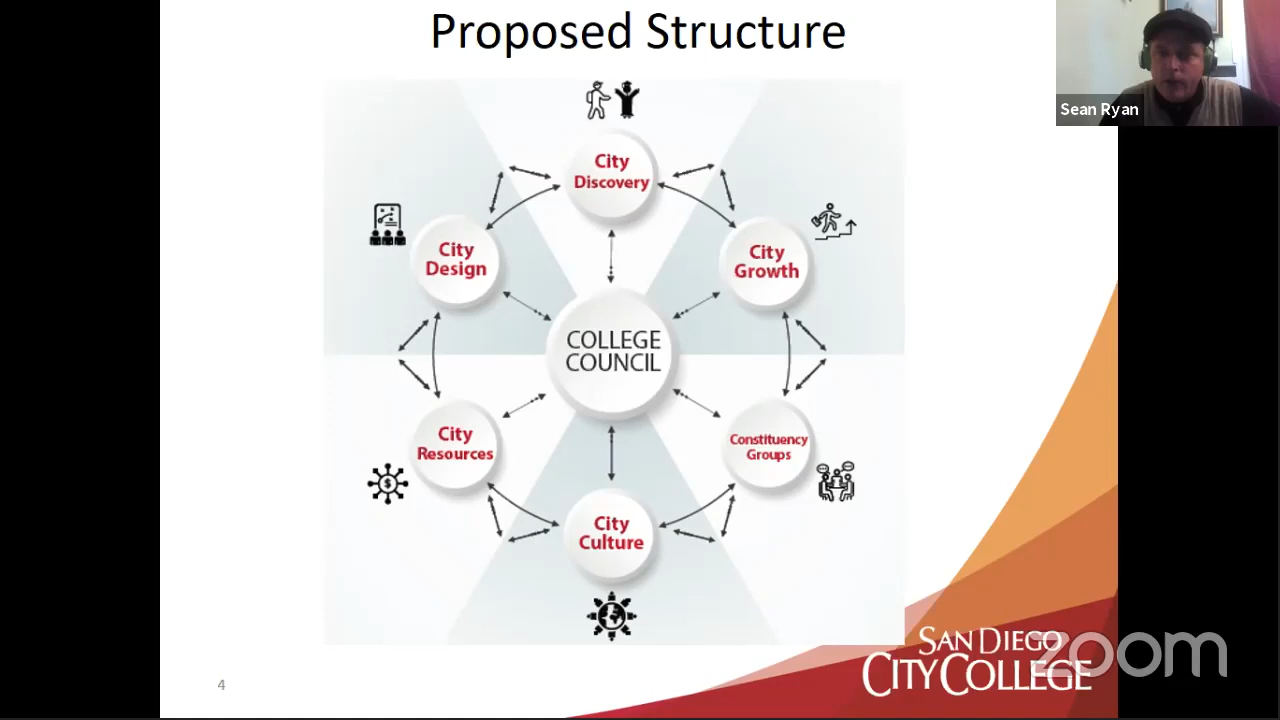 Proposed Structure
Sean Ryan
City
Discovery
City
Design
City
Growth
COLLEGE
COUNCIL
City
Resources
Constituency
Groups
City
Culture
$
SAN DIEGO
CITY COLLEGE
zoom
4